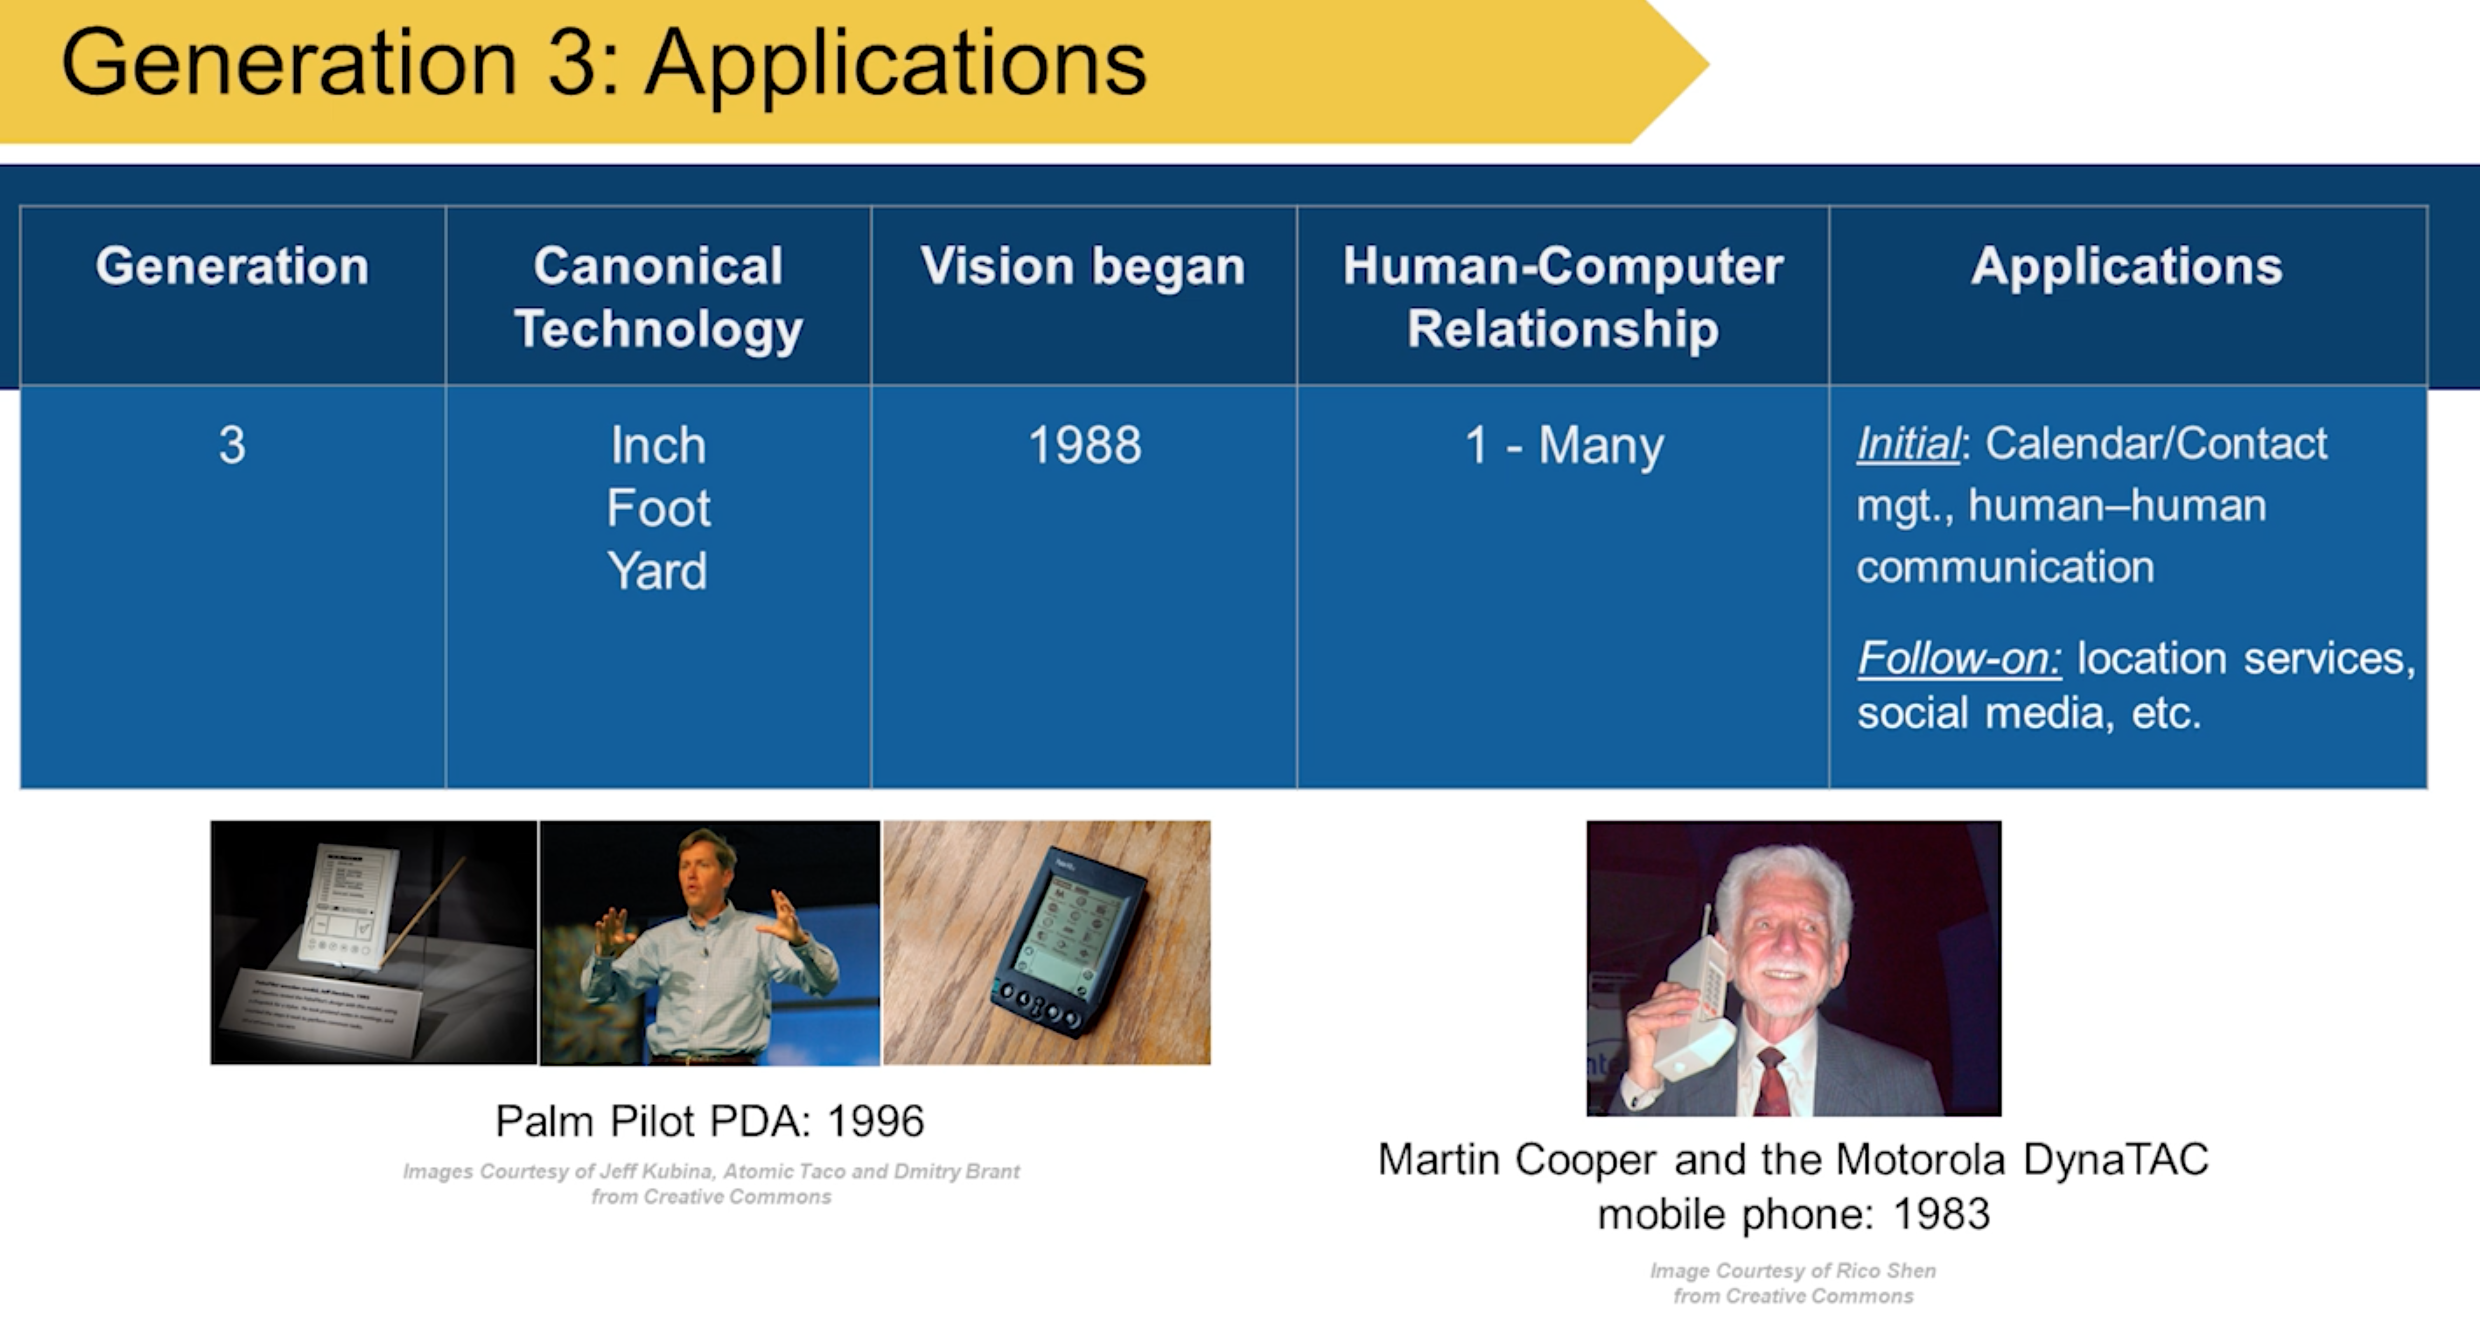 Generation 3: Applications
Generation
Canonical
Technology
Vision began
Human-Computer
Relationship
Applications
3
Inch
Foot
Yard
1988
1 - Many
Initial: Calendar/Contact
mgt., human–human
communication
Follow-on: location services,
social media, etc.
Palm Pilot PDA: 1996
Images Courtesy of Jeff Kubina, Atomic Taco and Dmitry Brant
from Creative Commons
Martin Cooper and the Motorola DynaTAC
mobile phone: 1983
Image Courtesy of Rico Shen
from Creative Commons